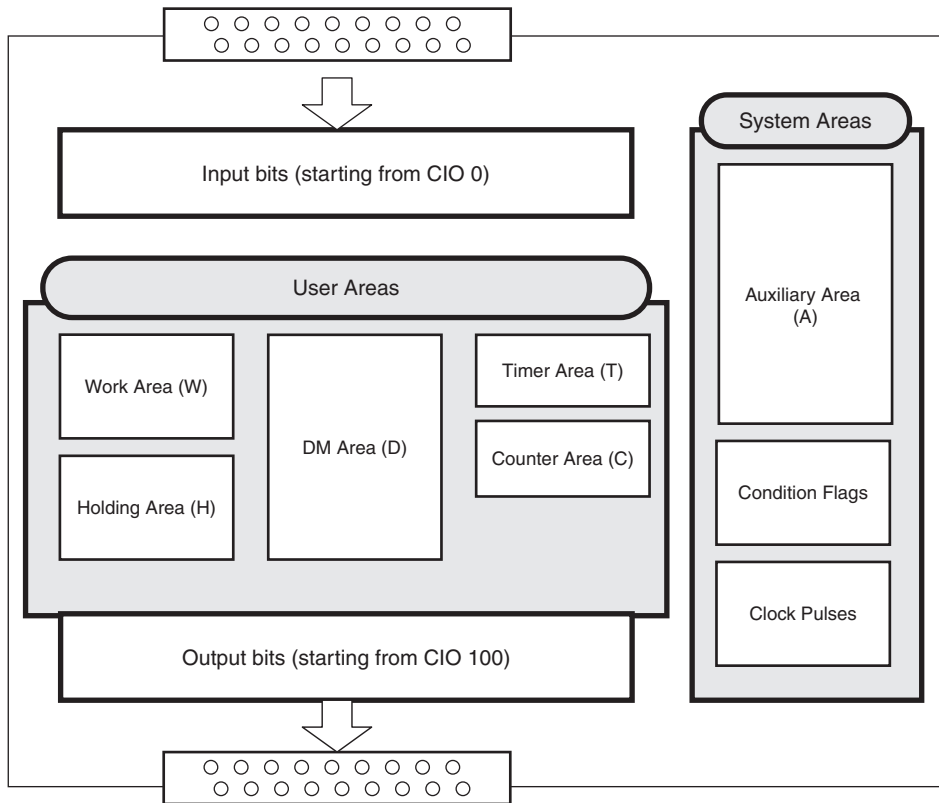 Input bits (starting from CIO 0)
User Areas
Work Area (W)
Holding Area (H)
DM Area (D)
Timer Area (T)
Counter Area (C)
Output bits (starting from CIO 100)
System Areas
Auxiliary Area
(A)
Condition Flags
Clock Pulses